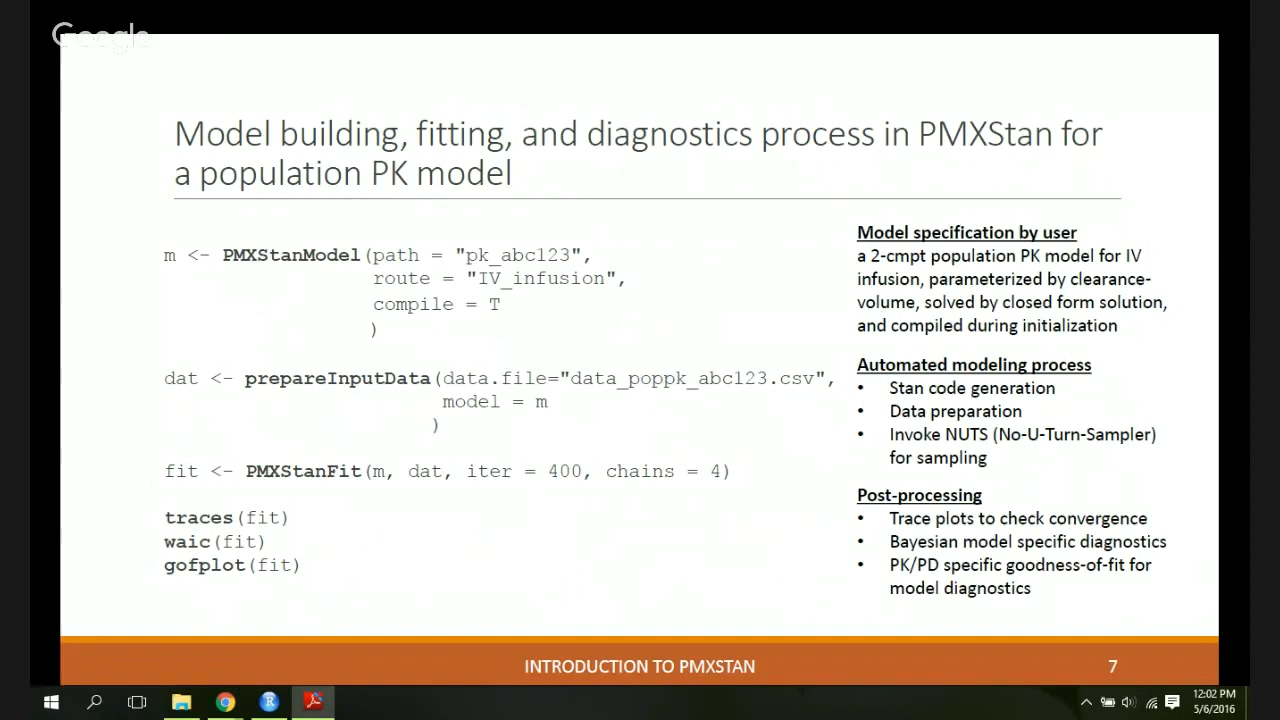 Google
Model building, fitting, and diagnostics process in PMXStan for
a population PK model
m <- PMXStanModel(path = "pk_abc123",
route = "IV_infusion",
compile = T
)
dat <- prepareInputData(data.file="data_poppk_abc123.csv",
model = m
)
fit <- PMXStanFit(m, dat, iter = 400, chains = 4)
traces(fit)
waic(fit)
gofplot(fit)
Model specification by user
a 2-cmpt population PK model for IV
infusion, parameterized by clearance-
volume, solved by closed form solution,
and compiled during initialization
Automated modeling process
• Stan code generation
• Data preparation
• Invoke NUTS (No-U-Turn-Sampler)
for sampling
Post-processing
• Trace plots to check convergence
• Bayesian model specific diagnostics
• PK/PD specific goodness-of-fit for
model diagnostics
INTRODUCTION TO PMXSTAN
7
12:02 PM
5/6/2016